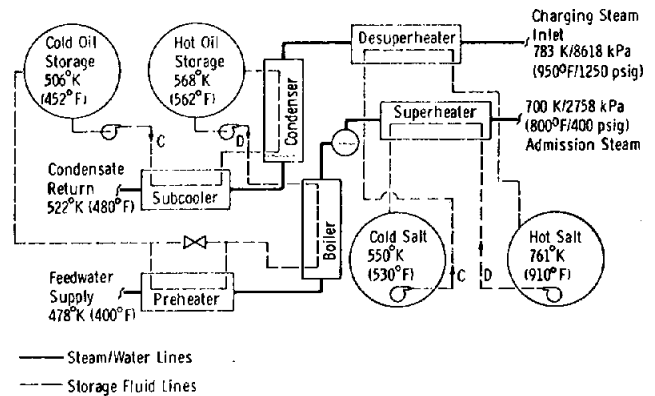 Cold Oil
Storage
506°K
(452°F)
Hot Oil
Storage
568°K
(562°F)
Desuperheater
Charging Steam
Inlet
783 K/8618 kPa
(950°F/1250 psig)
Condenser
Superheater
700 K/2758 kPa
(800°F/400 psig)
Admission Steam
C
D
Condensate
Return
522°K (480°F)
Subcooler
Boiler
Cold Salt
550°K
(530°F)
C
D
Hot Salt
761°K
(910°F)
Feedwater
Supply
478°K (400°F)
Preheater
Steam/Water Lines
Storage Fluid Lines